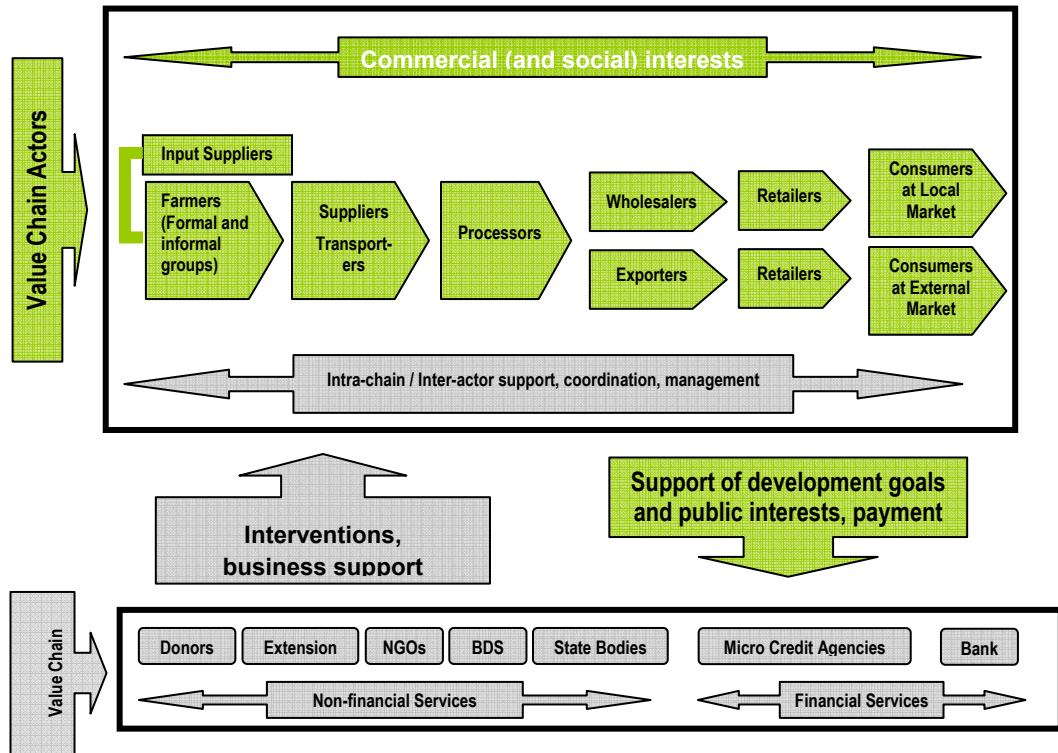 Commercial (and social) interests
Value Chain Actors
Input Suppliers
Farmers
(Formal and
informal
groups)
Suppliers
Transport-
ers
Processors
Wholesalers
Retailers
Consumers
at Local
Market
Exporters
Retailers
Consumers
at External
Market
Intra-chain / Inter-actor support, coordination, management
Interventions,
business support
Support of development goals
and public interests, payment
Value Chain
Donors
Extension
NGOs
BDS
State Bodies
Micro Credit Agencies
Bank
Non-financial Services
Financial Services